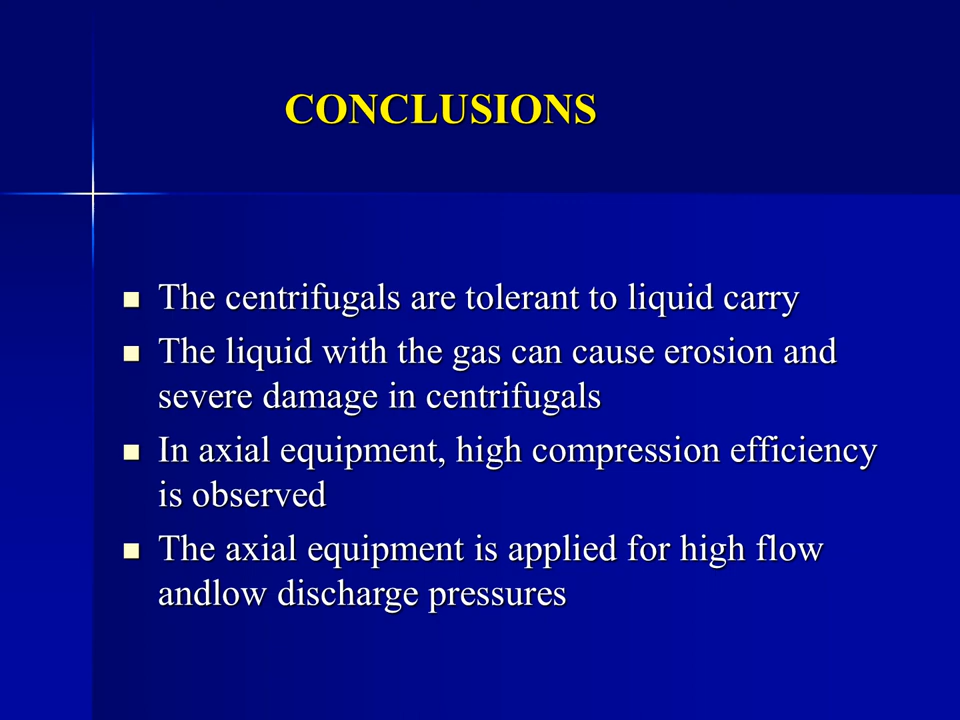 CONCLUSIONS
The centrifugals are tolerant to liquid carry
The liquid with the gas can cause erosion and
severe damage in centrifugals
In axial equipment, high compression efficiency
is observed
The axial equipment is applied for high flow
andlow discharge pressures